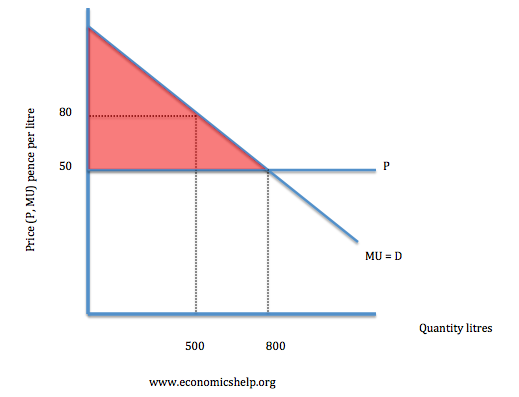 Price (P, MU) pence per litre
80
50
P
MU = D
Quantity litres
500
800
www.economicshelp.org